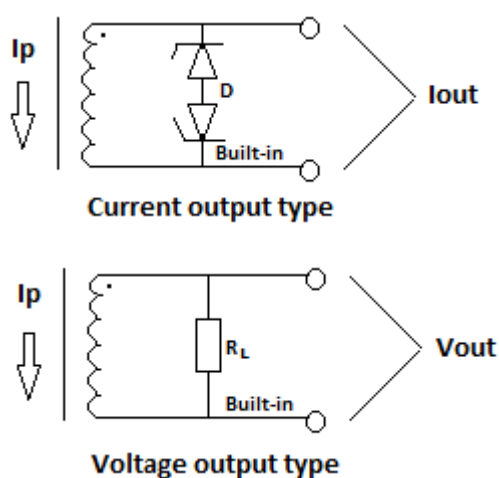 Ip
D
Iout
Built-in
Current output type
Ip
RL
Vout
Built-in
Voltage output type